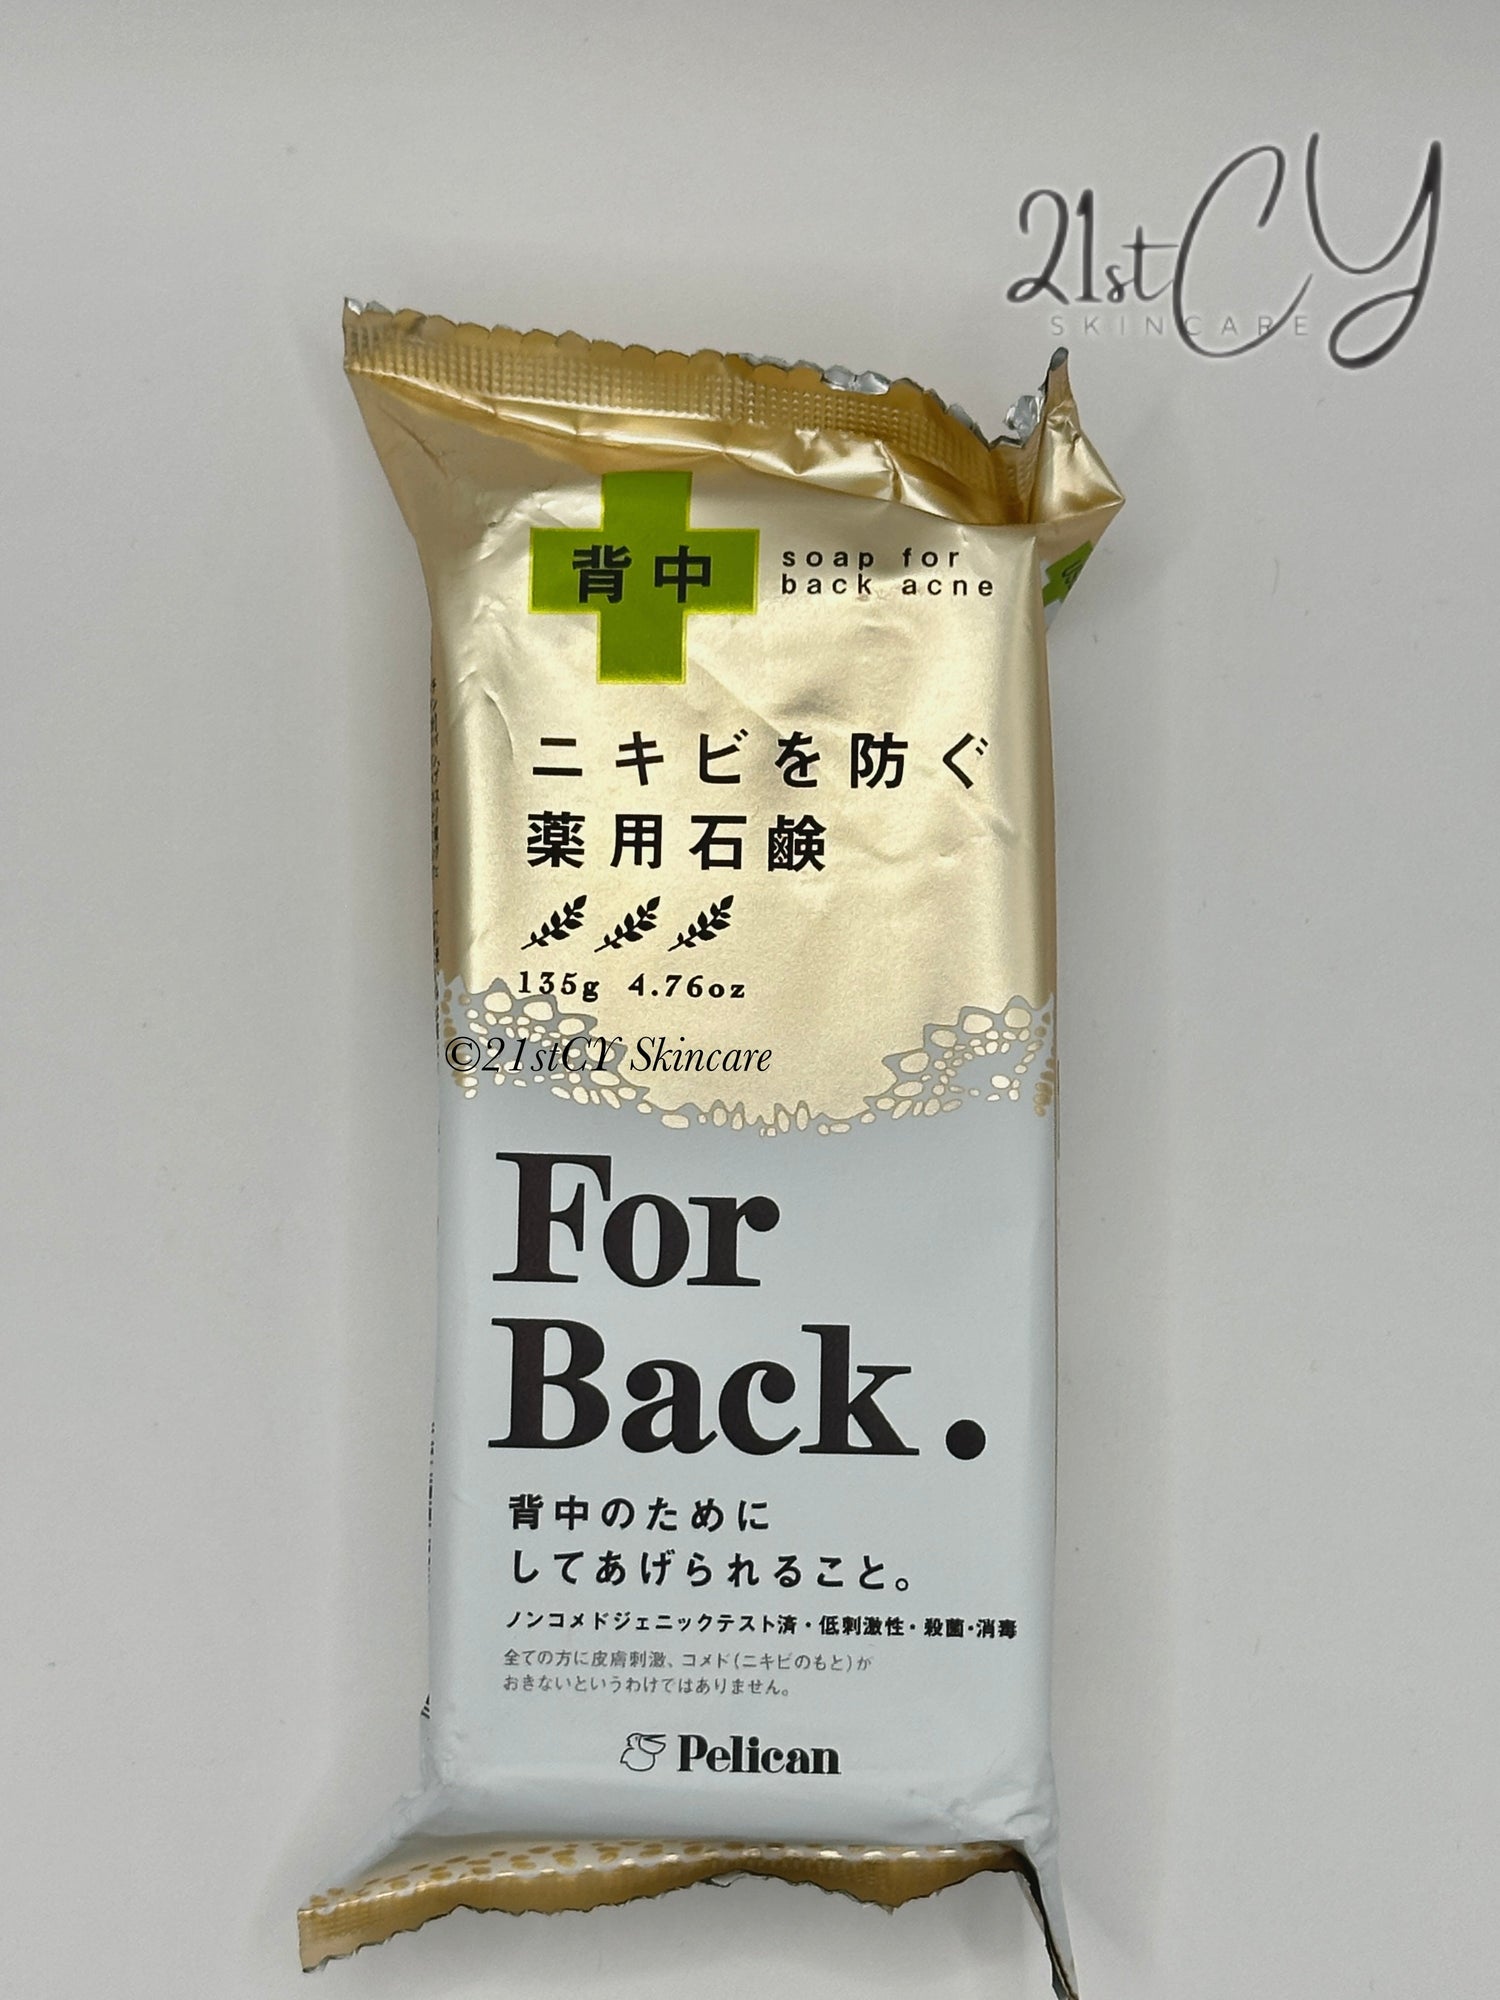 21stCY
SKINCARE
背中
soap for
back acne
ニキビを防ぐ
薬用石鹸
135g 4.76oz
©21stCY Skincare
For
Back.
背中のために
してあげられること。
ノンコメドジェニックテスト済・低刺激性・殺菌・消毒
全ての方に皮膚刺激、コメド(ニキビのもと)が
おきないというわけではありません。
Pelican